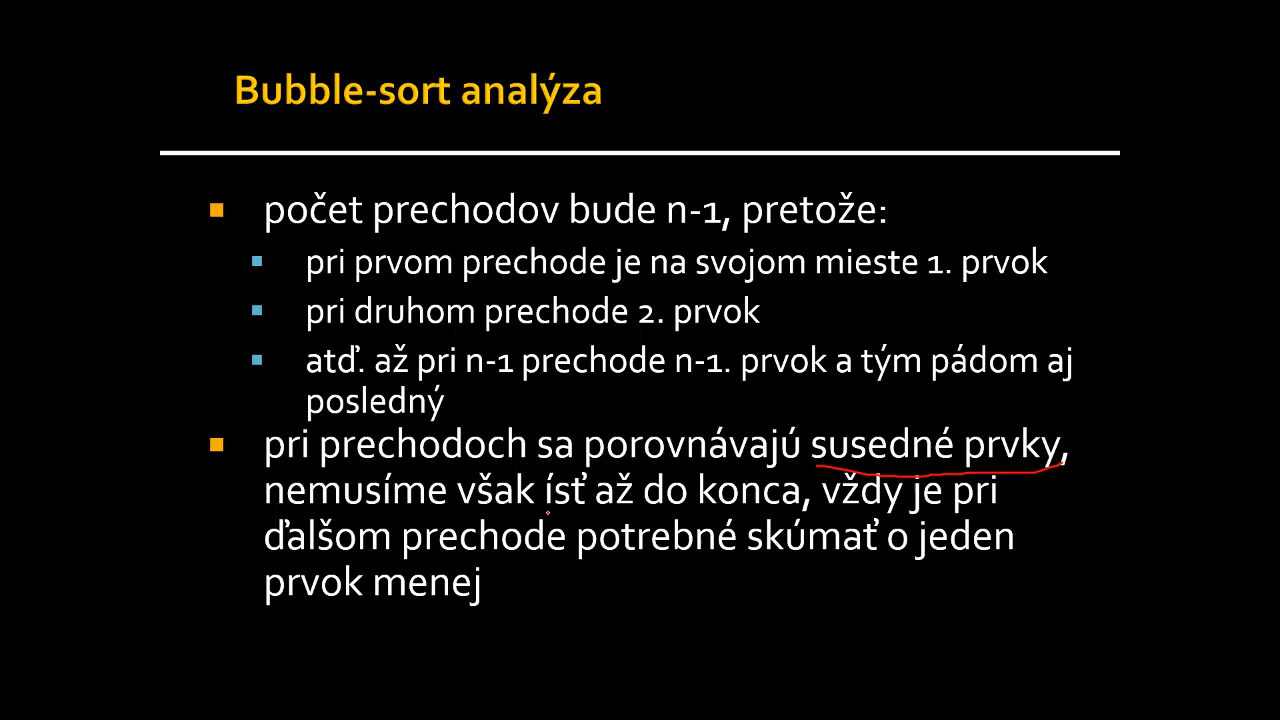 Bubble-sort analýza
počet prechodov bude n-1, pretože:
pri prvom prechode je na svojom mieste 1. prvok
pri druhom prechode 2. prvok
atď. až pri n-1 prechode n-1. prvok a tým pádom aj
posledný
pri prechodoch sa porovnávajú susedné prvky,
nemusíme však ísť až do konca, vždy je pri
ďalšom prechode potrebné skúmať o jeden
prvok menej